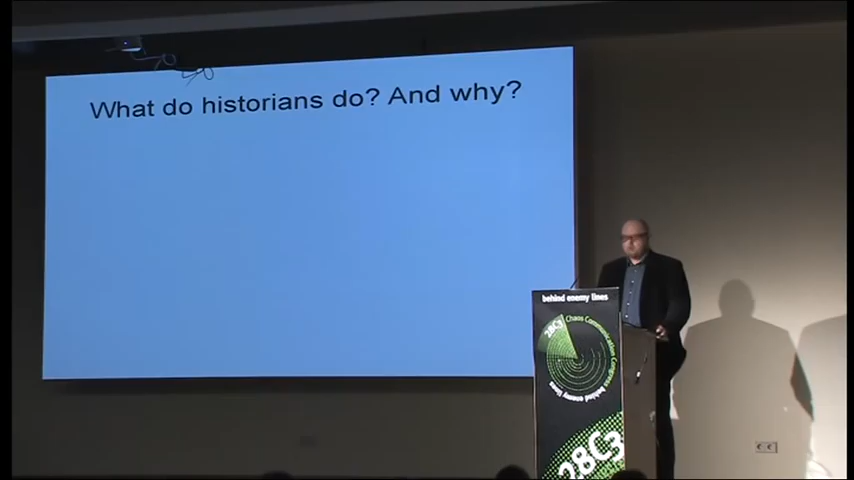 What do historians do? And why?
behind enemy lines
28C3
Chaos Communication Congress
behind enemy lines
28C3